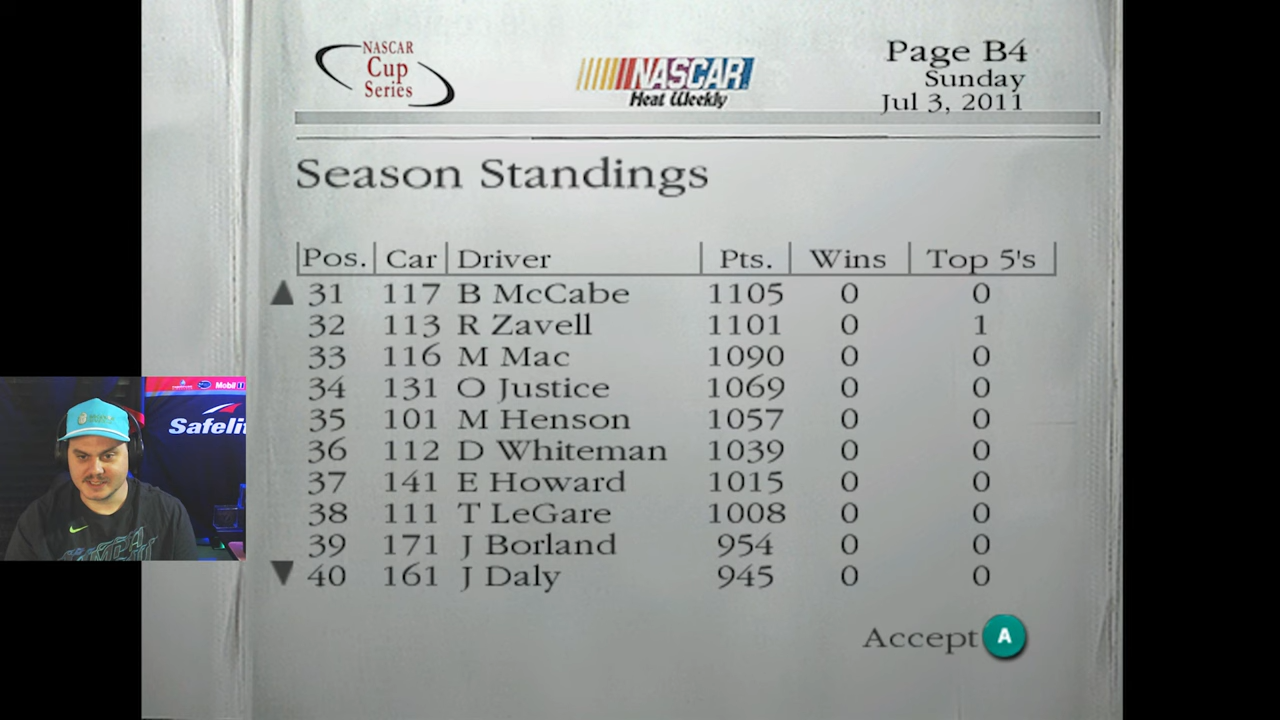 NASCAR
Cup
Series
NASCAR
Heat Weekly
Page B4
Sunday
Jul 3, 2011
Season Standings
Pos. Car Driver Pts. Wins Top 5's
31 117 B McCabe 1105 0 0
32 113 R Zavell 1101 0 1
33 116 M Mac 1090 0 0
34 131 O Justice 1069 0 0
35 101 M Henson 1057 0 0
36 112 D Whiteman 1039 0 0
37 141 E Howard 1015 0 0
38 111 T LeGare 1008 0 0
39 171 J Borland 954 0 0
40 161 J Daly 945 0 0
Accept A
Mobil 1
Safelit